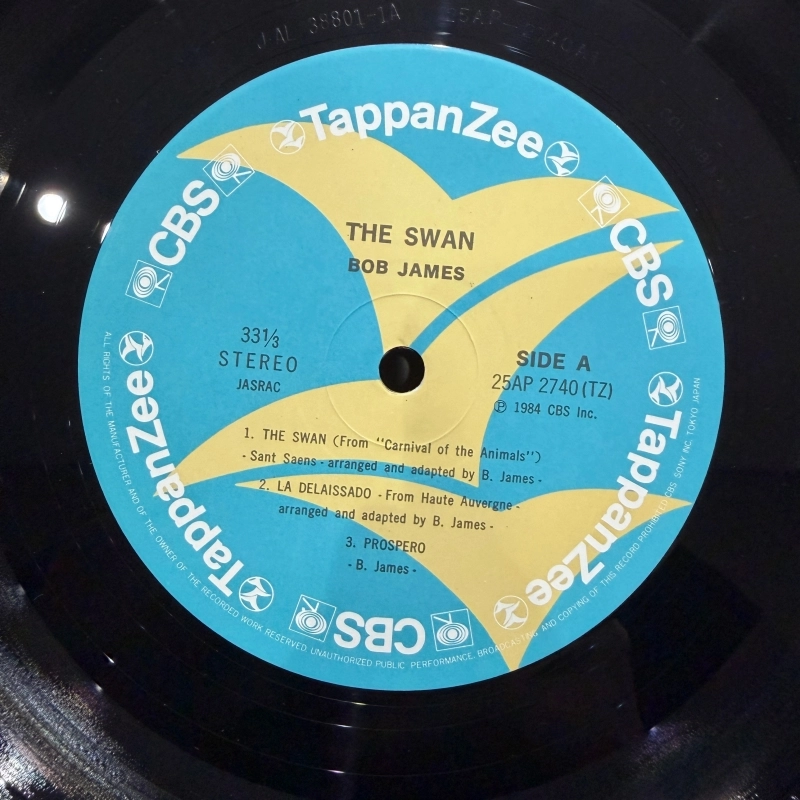 TappanZee
CBS
CBS
THE SWAN
BOB JAMES
33⅓
STEREO
JASRAC
SIDE A
25AP 2740 (TZ)
Ⓟ 1984 CBS Inc.
1. THE SWAN (From "Carnival of the Animals")
- Sant Saens - arranged and adapted by B. James -
2. LA DELAISSADO - From Haute Auvergne -
arranged and adapted by B. James -
3. PROSPERO
- B. James -
TappanZee
TappanZee
CBS
ALL RIGHTS OF THE MANUFACTURER AND OF THE OWNER OF THE RECORDED WORK RESERVED. UNAUTHORIZED PUBLIC PERFORMANCE. BROADCASTING AND COPYING OF THIS RECORD PROHIBITED. CBS SONY INC. TOKYO JAPAN